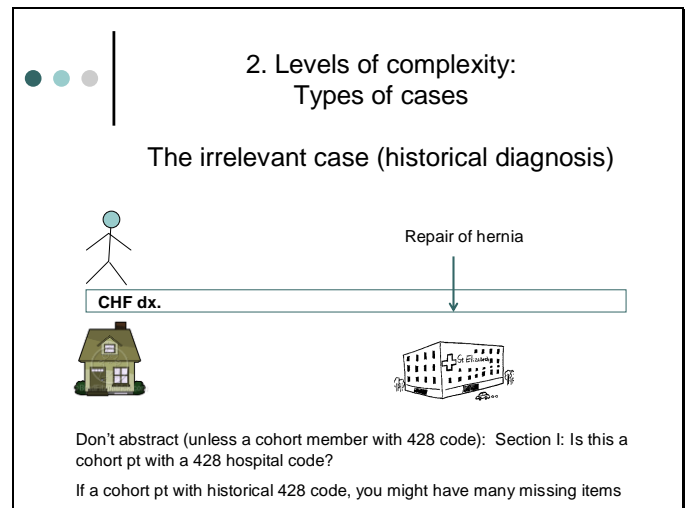 2. Levels of complexity:
Types of cases
The irrelevant case (historical diagnosis)
Repair of hernia
CHF dx.
St Elizabeth
Don't abstract (unless a cohort member with 428 code):  Section I: Is this a
cohort pt with a 428 hospital code?
If a cohort pt with historical 428 code, you might have many missing items